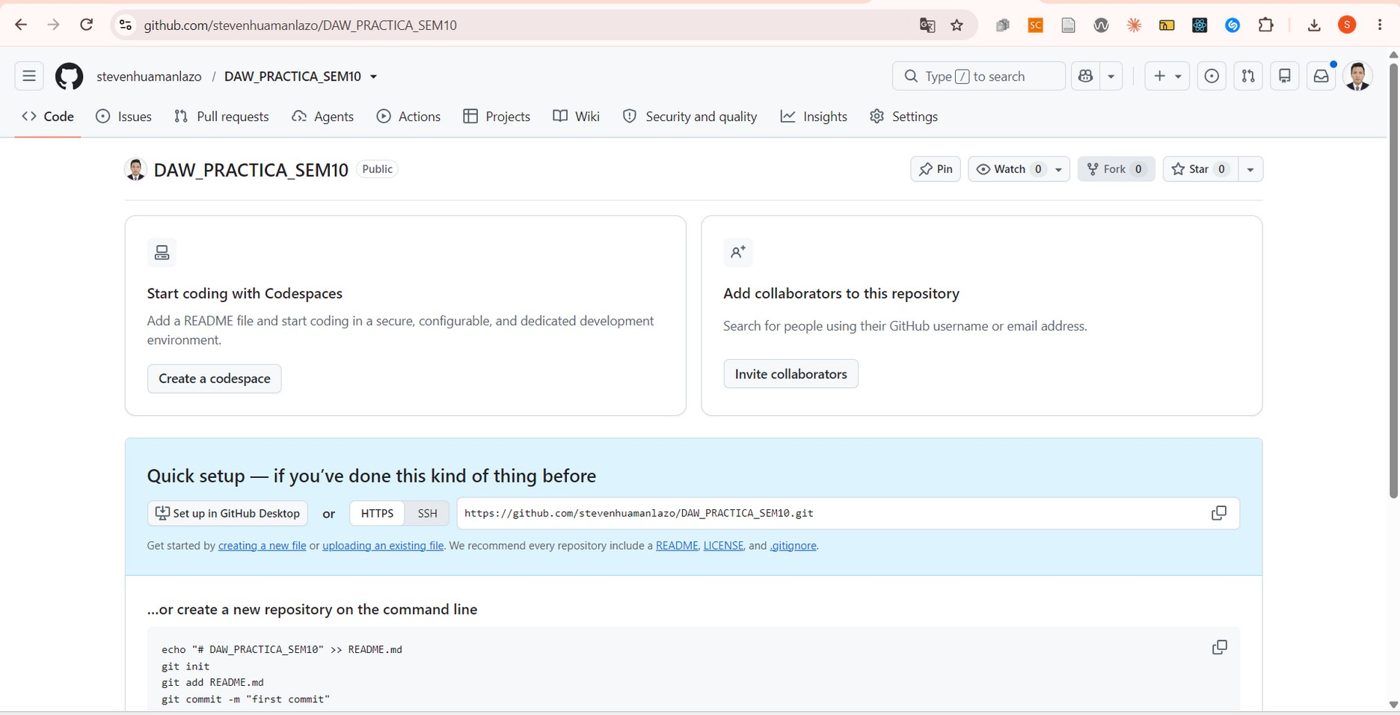 github.com/stevenhuamanlazo/DAW_PRACTICA_SEM10
SC
S
stevenhuamanlazo / DAW_PRACTICA_SEM10
Type / to search
Code Issues Pull requests Agents Actions Projects Wiki Security and quality Insights Settings
DAW_PRACTICA_SEM10 Public
Pin Watch 0 Fork 0 Star 0
Start coding with Codespaces
Add a README file and start coding in a secure, configurable, and dedicated development
environment.
Create a codespace
Add collaborators to this repository
Search for people using their GitHub username or email address.
Invite collaborators
Quick setup — if you’ve done this kind of thing before
Set up in GitHub Desktop or HTTPS SSH https://github.com/stevenhuamanlazo/DAW_PRACTICA_SEM10.git
Get started by creating a new file or uploading an existing file. We recommend every repository include a README, LICENSE, and .gitignore.
…or create a new repository on the command line
echo "# DAW_PRACTICA_SEM10" >> README.md
git init
git add README.md
git commit -m "first commit"